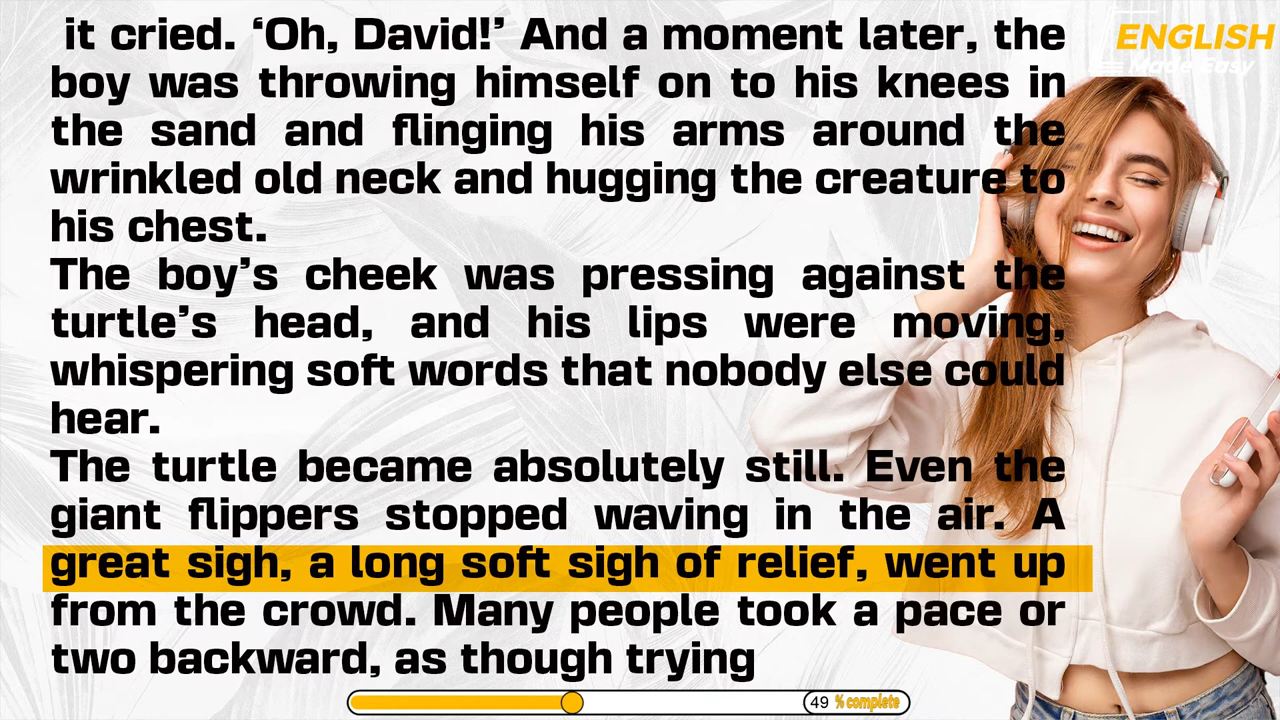 it cried. ‘Oh, David!’ And a moment later, the
boy was throwing himself on to his knees in
the sand and flinging his arms around the
wrinkled old neck and hugging the creature to
his chest.
The boy’s cheek was pressing against the
turtle’s head, and his lips were moving,
whispering soft words that nobody else could
hear.
The turtle became absolutely still. Even the
giant flippers stopped waving in the air. A
great sigh, a long soft sigh of relief, went up
from the crowd. Many people took a pace or
two backward, as though trying
ENGLISH
Made Easy
49 % complete